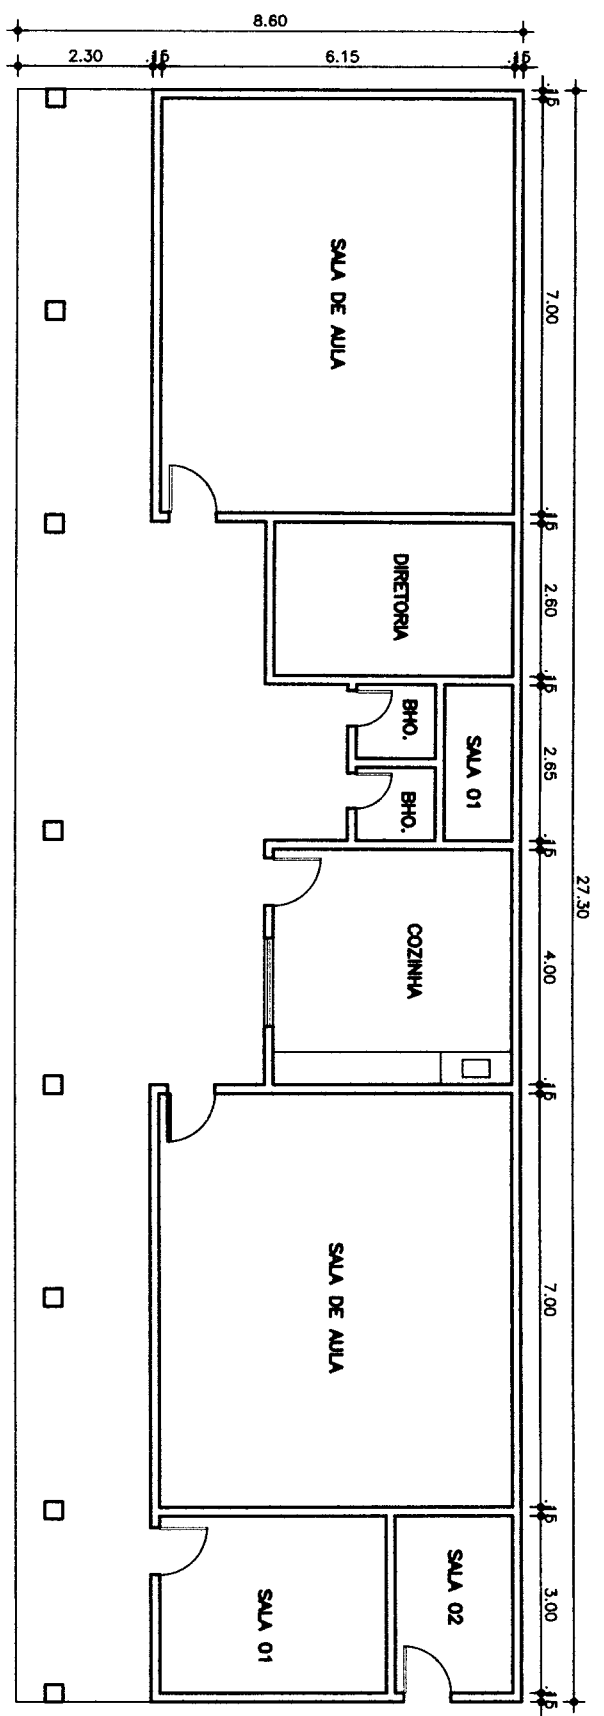 8.60
2.30 .15 6.15 .15
.15
7.00
.15
2.60
.15
2.65
.15
4.00
.15
7.00
.15
3.00
.15
27.30
SALA DE AULA
DIRETORIA
BHO.
BHO.
SALA 01
COZINHA
SALA DE AULA
SALA 02
SALA 01